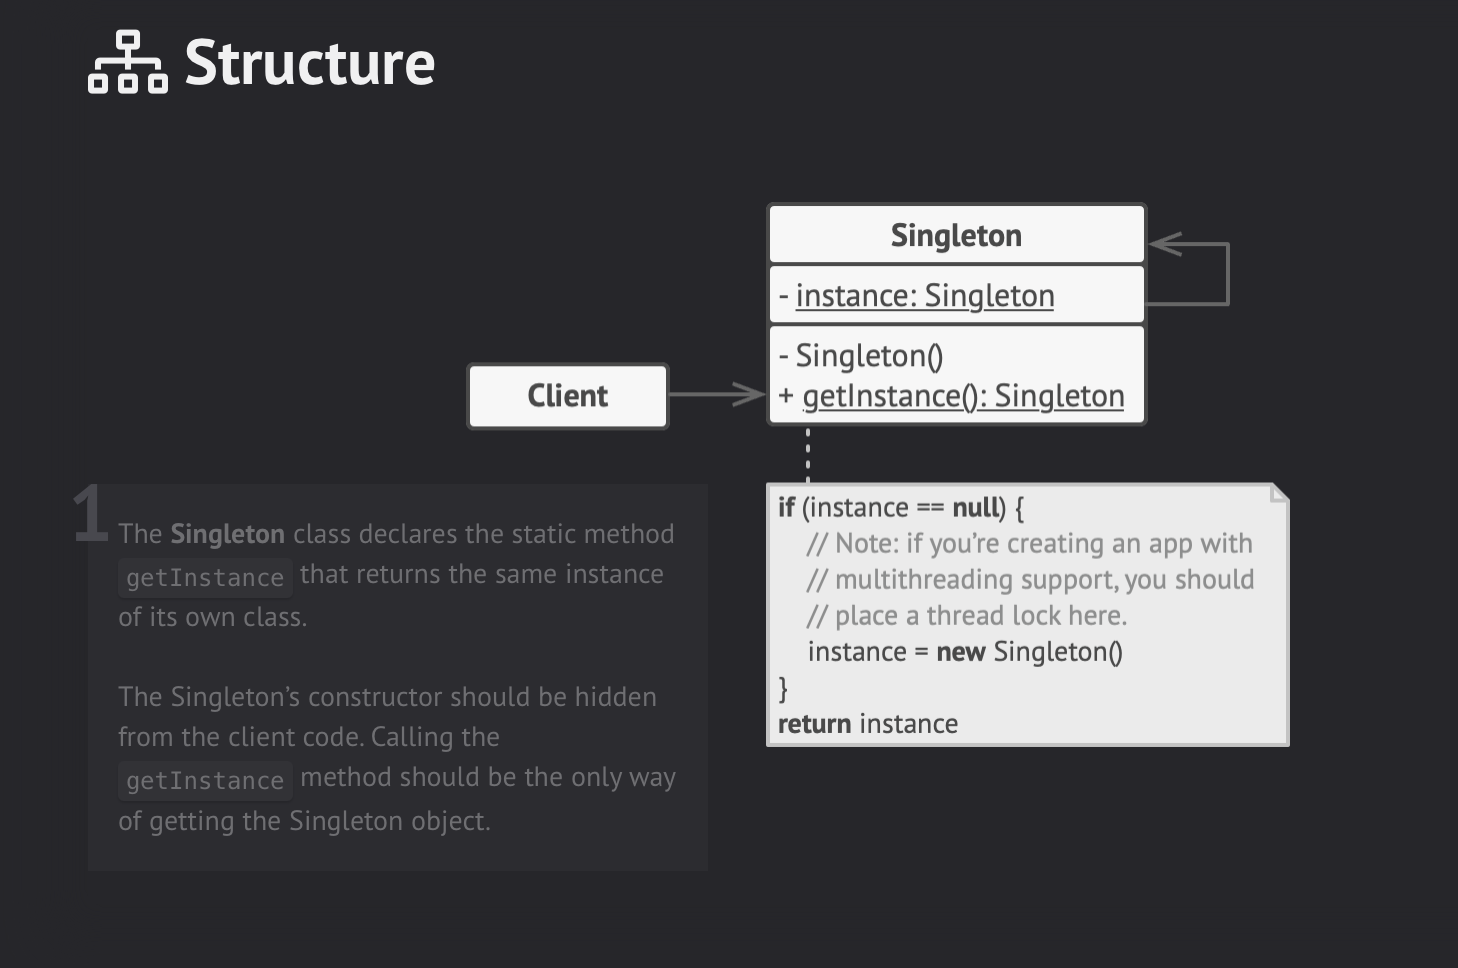 Structure
Singleton
- instance: Singleton
- Singleton()
+ getInstance(): Singleton
Client
1
The Singleton class declares the static method
getInstance that returns the same instance
of its own class.
The Singleton’s constructor should be hidden
from the client code. Calling the
getInstance method should be the only way
of getting the Singleton object.
if (instance == null) {
// Note: if you’re creating an app with
// multithreading support, you should
// place a thread lock here.
instance = new Singleton()
}
return instance